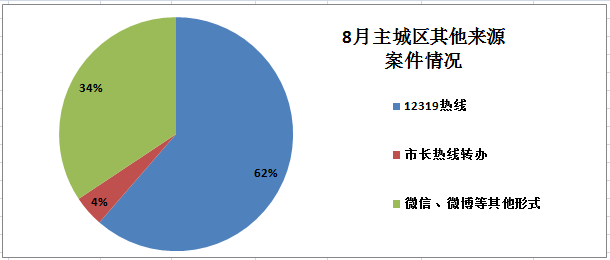 8月主城区其他来源
案件情况
34%
62%
4%
12319热线
市长热线转办
微信、微博等其他形式